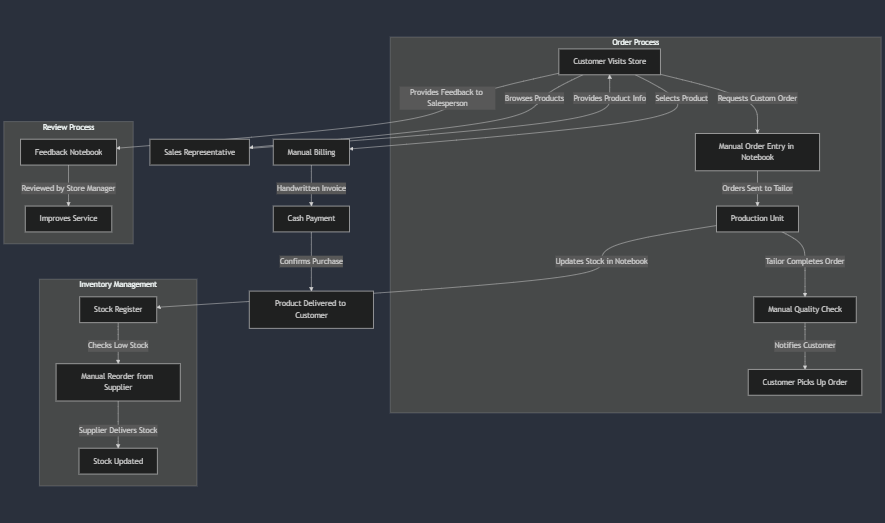 Order Process
Customer Visits Store
Provides Feedback to
Salesperson
Browses Products
Provides Product Info
Selects Product
Requests Custom Order
Review Process
Feedback Notebook
Sales Representative
Manual Billing
Manual Order Entry in
Notebook
Reviewed by Store Manager
Handwritten Invoice
Orders Sent to Tailor
Improves Service
Cash Payment
Production Unit
Confirms Purchase
Updates Stock in Notebook
Tailor Completes Order
Inventory Management
Stock Register
Product Delivered to
Customer
Manual Quality Check
Checks Low Stock
Notifies Customer
Manual Reorder from
Supplier
Customer Picks Up Order
Supplier Delivers Stock
Stock Updated